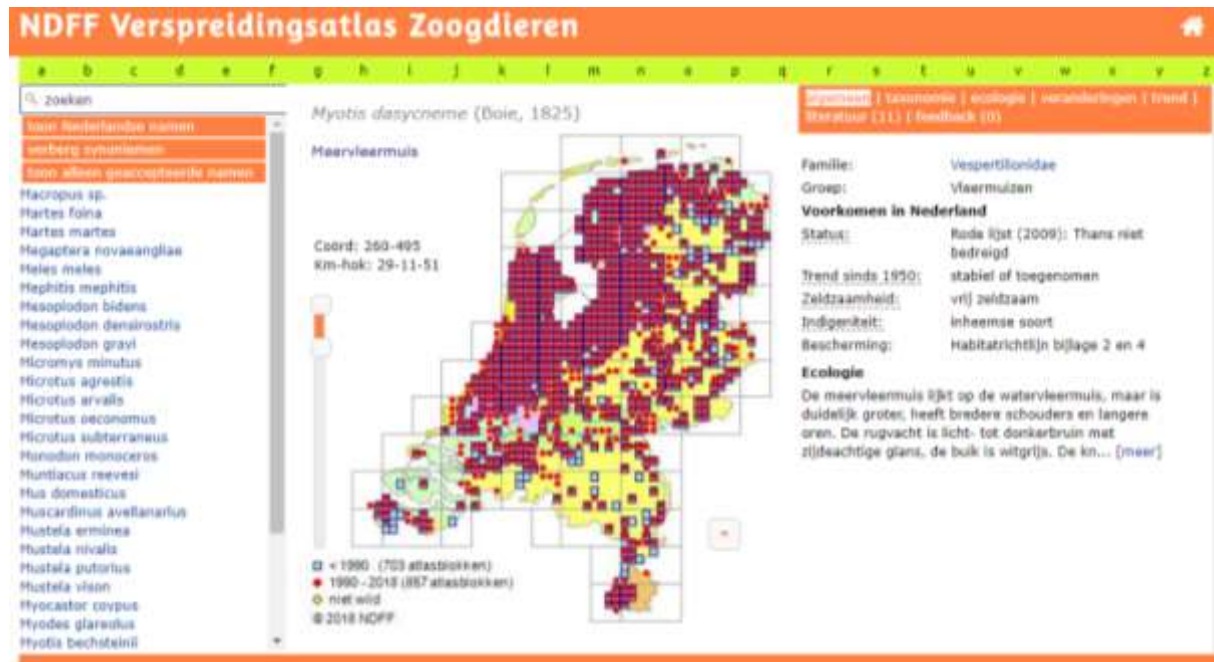 NDFF Verspreidingsatlas Zoogdieren
a b c d e f g h i j k l m n o p q r s t u v w x y z
zoeken
toon Nederlandse namen
verberg synoniemen
toon alleen geaccepteerde namen
Macropus sp.
Martes foina
Martes martes
Megaptera novaeangliae
Meles meles
Mephitis mephitis
Mesoplodon bidens
Mesoplodon densirostris
Mesoplodon grayi
Micromys minutus
Microtus agrestis
Microtus arvalis
Microtus oeconomus
Microtus subterraneus
Monodon monoceros
Muntiacus reevesi
Mus domesticus
Muscardinus avellanarius
Mustela erminea
Mustela nivalis
Mustela putorius
Mustela vison
Myocastor coypus
Myodes glareolus
Myotis bechsteinii
Myotis dasycneme (Boie, 1825)
Meervleermuis
Coörd: 260-495
Km-hok: 29-11-51
< 1990 (703 atlasblokken)
1990 - 2018 (867 atlasblokken)
niet wild
© 2018 NDFF
algemeen | taxonomie | ecologie | veranderingen | trend |
literatuur (11) | feedback (0)
Familie: Vespertilionidae
Groep: Vleermuizen
Voorkomen in Nederland
Status: Rode lijst (2009): Thans niet
bedreigd
Trend sinds 1950: stabiel of toegenomen
Zeldzaamheid: vrij zeldzaam
Indigeniteit: inheemse soort
Bescherming: Habitatrichtlijn bijlage 2 en 4
Ecologie
De meervleermuis lijkt op de watervleermuis, maar is
duidelijk groter, heeft bredere schouders en langere
oren. De rugvacht is licht- tot donkerbruin met
zijdeachtige glans, de buik is witgrijs. De kn... [meer]